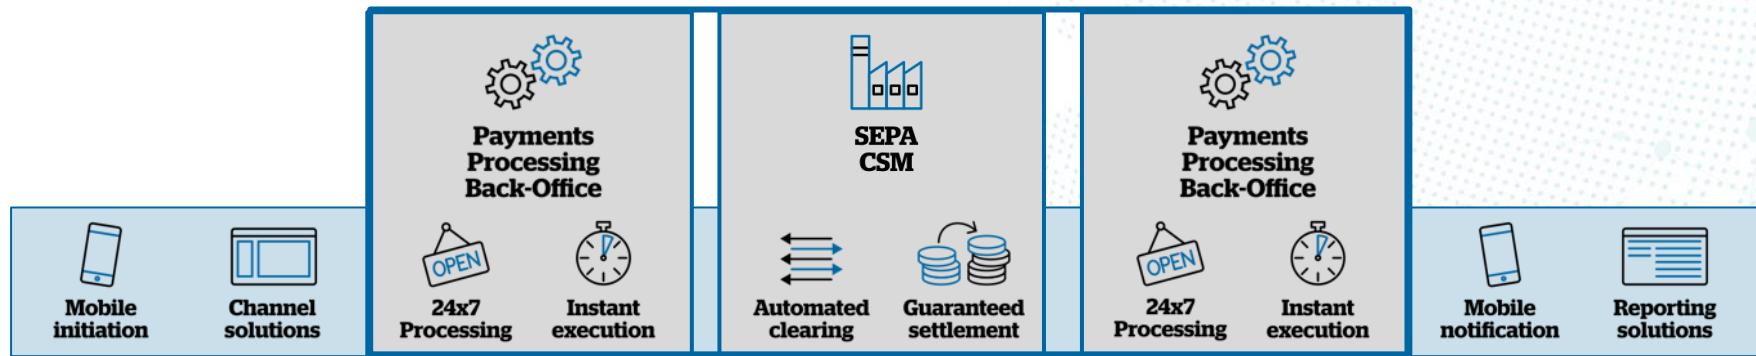 Payments
Processing
Back-Office
SEPA
CSM
Payments
Processing
Back-Office
Mobile
initiation
Channel
solutions
OPEN
24x7
Processing
Instant
execution
Automated
clearing
Guaranteed
settlement
OPEN
24x7
Processing
Instant
execution
Mobile
notification
Reporting
solutions